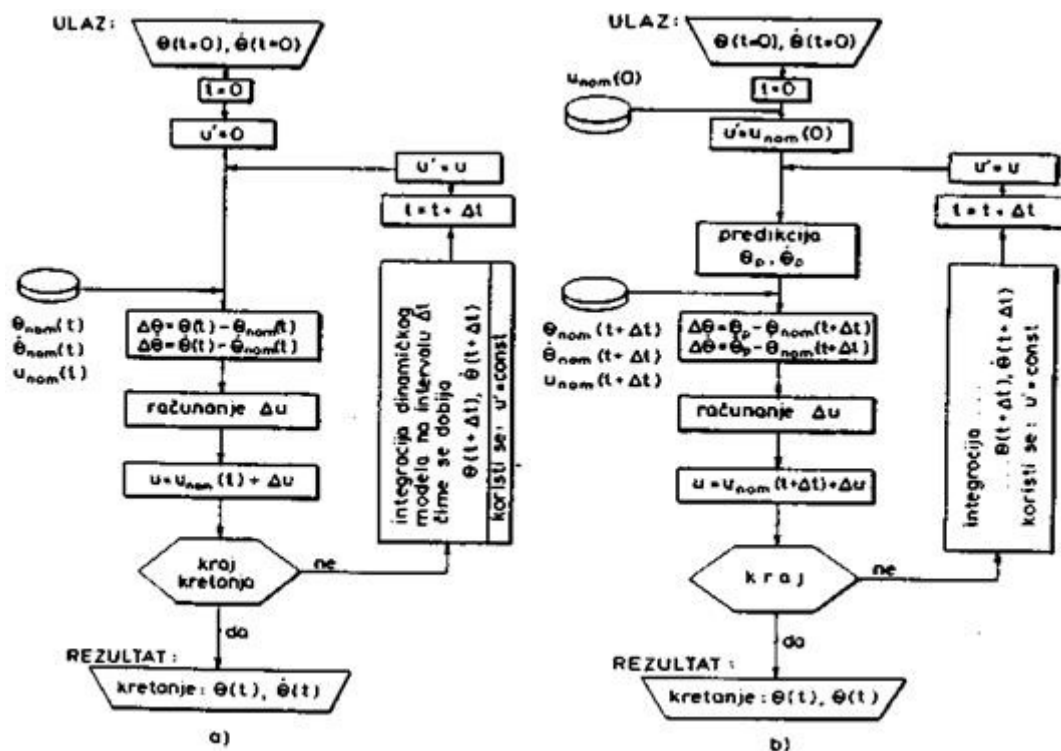 ULAZ:
Θ(t=0), Θ̇(t=0)
t=0
u'=0
u' = u
t = t + Δt
Θnom(t)
Θ̇nom(t)
unom(t)
ΔΘ = Θ(t) - Θnom(t)
ΔΘ̇ = Θ̇(t) - Θ̇nom(t)
računanje Δu
u = unom(t) + Δu
integracija dinamičkog
modela na intervalu Δt
čime se dobija
Θ(t+Δt), Θ̇(t+Δt)
koristi se: u'=const
kraj
kretanja
ne
da
REZULTAT:
kretanje: Θ(t), Θ̇(t)
a)
ULAZ:
Θ(t=0), Θ̇(t=0)
unom(0)
t=0
u'=unom(0)
u' = u
t = t + Δt
predikcija
Θp, Θ̇p
Θnom(t+Δt)
Θ̇nom(t+Δt)
unom(t+Δt)
ΔΘ = Θp - Θnom(t+Δt)
ΔΘ̇ = Θ̇p - Θ̇nom(t+Δt)
računanje Δu
u = unom(t+Δt)+Δu
integracija ...
... Θ(t+Δt), Θ̇(t+Δt)
koristi se: u'=const
kraj
ne
da
REZULTAT:
kretanje: Θ(t), Θ̇(t)
b)